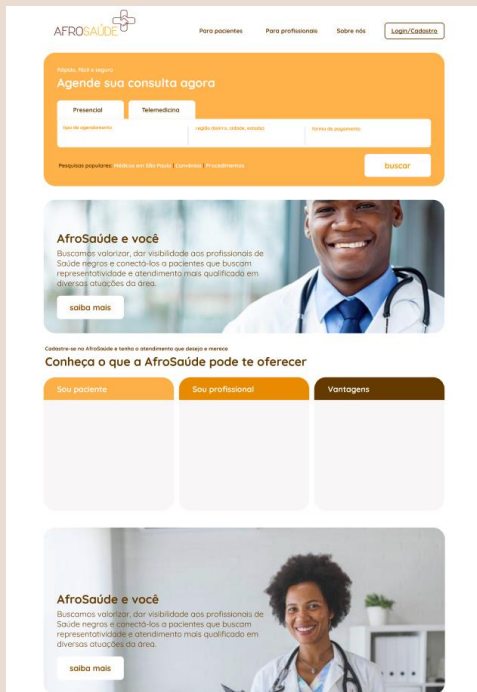 AFROSAÚDE
Para pacientes
Para profissionais
Sobre nós
Login/Cadastro
Rápido, fácil e seguro
Agende sua consulta agora
Presencial
Telemedicina
tipo de agendamento
região (bairro, cidade, estado)
forma de pagamento
Pesquisas populares: Médicos em São Paulo | Convênios | Procedimentos
buscar
AfroSaúde e você
Buscamos valorizar, dar visibilidade aos profissionais de
Saúde negros e conectá-los a pacientes que buscam
representatividade e atendimento mais qualificado em
diversas atuações da área.
saiba mais
Cadastre-se na AfroSaúde e tenha o atendimento que deseja e merece
Conheça o que a AfroSaúde pode te oferecer
Sou paciente
Sou profissional
Vantagens
AfroSaúde e você
Buscamos valorizar, dar visibilidade aos profissionais de
Saúde negros e conectá-los a pacientes que buscam
representatividade e atendimento mais qualificado em
diversas atuações da área.
saiba mais